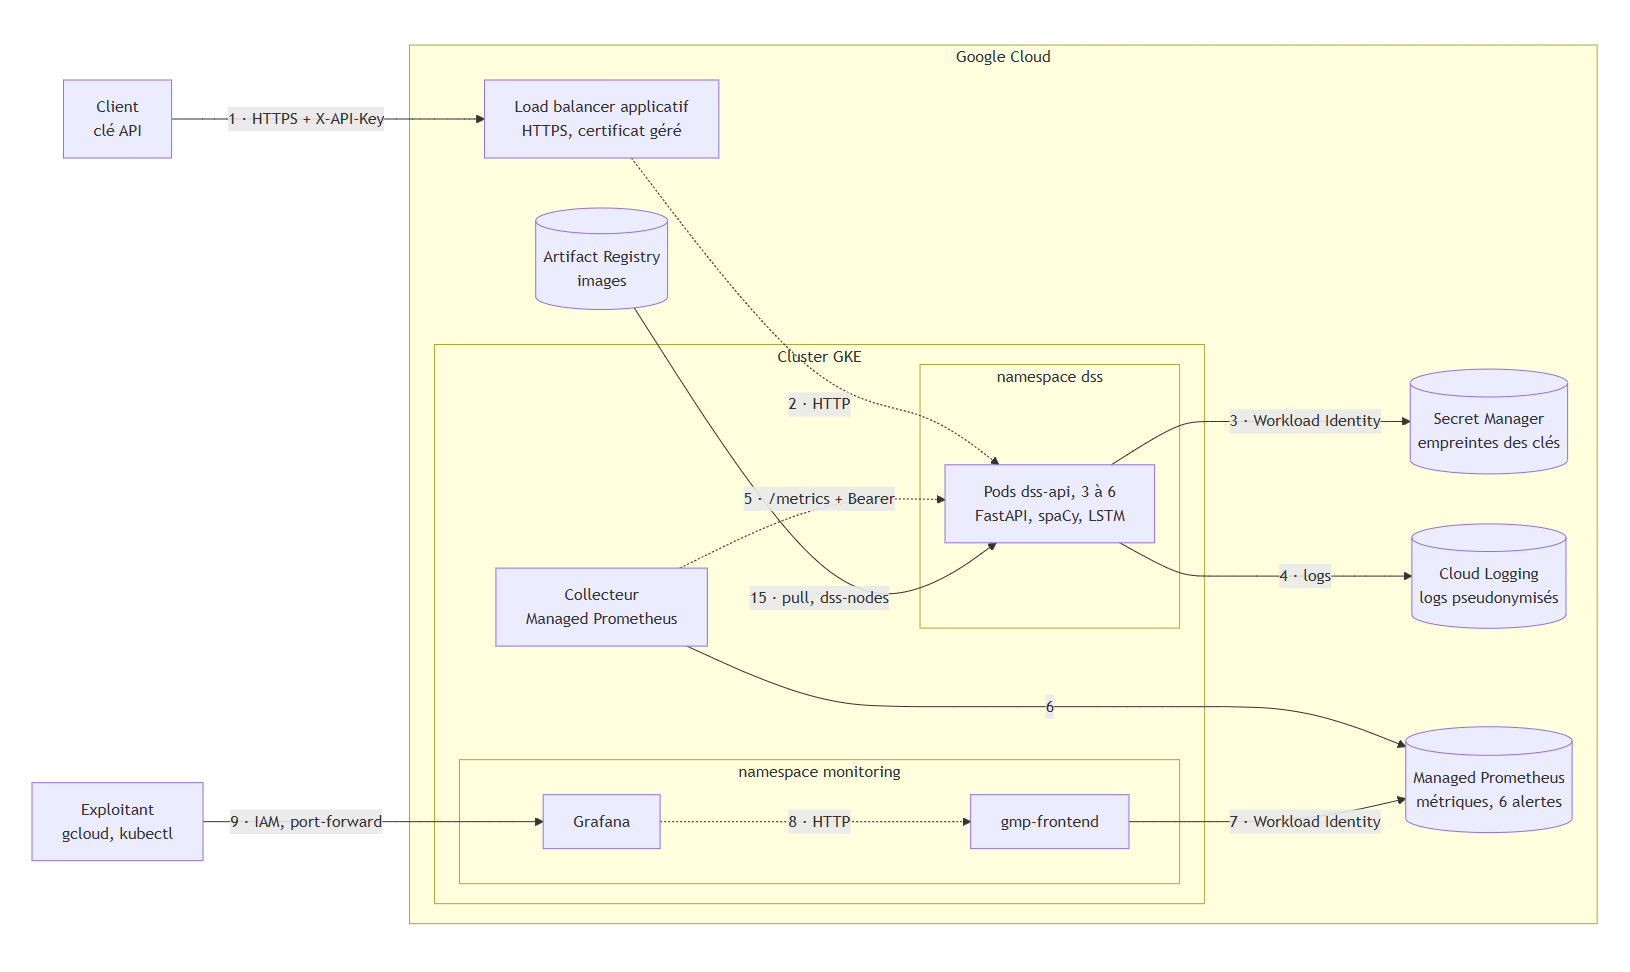 Google Cloud
Client
clé API
1 · HTTPS + X-API-Key
Load balancer applicatif
HTTPS, certificat géré
Artifact Registry
images
Cluster GKE
namespace dss
2 · HTTP
3 · Workload Identity
Secret Manager
empreintes des clés
Pods dss-api, 3 à 6
FastAPI, spaCy, LSTM
5 · /metrics + Bearer
4 · logs
Cloud Logging
logs pseudonymisés
Collecteur
Managed Prometheus
15 · pull, dss-nodes
6
namespace monitoring
Managed Prometheus
métriques, 6 alertes
Exploitant
gcloud, kubectl
9 · IAM, port-forward
Grafana
8 · HTTP
gmp-frontend
7 · Workload Identity